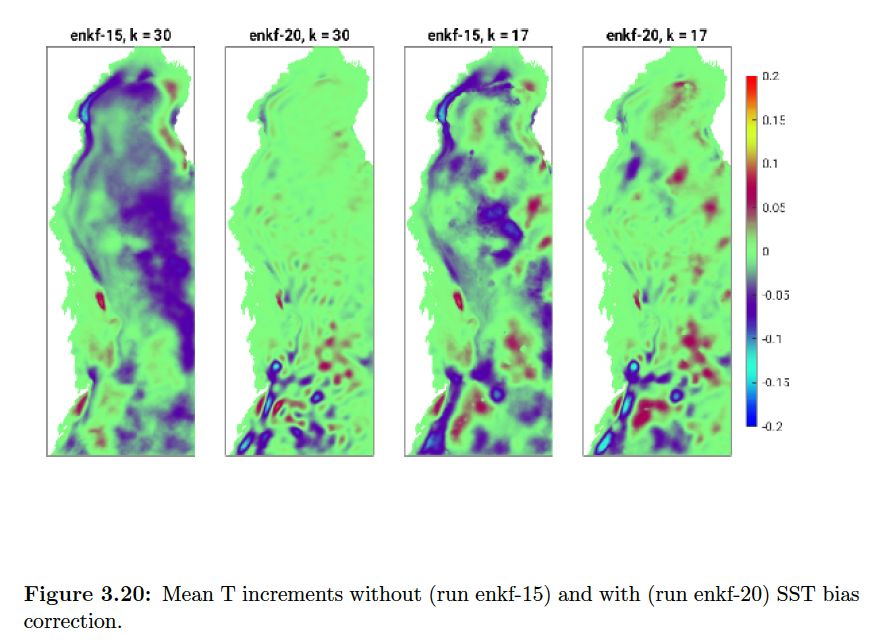 enkf-15, k = 30
enkf-20, k = 30
enkf-15, k = 17
enkf-20, k = 17
0.2
0.15
0.1
0.05
0
-0.05
-0.1
-0.15
-0.2
Figure 3.20: Mean T increments without (run enkf-15) and with (run enkf-20) SST bias
correction.